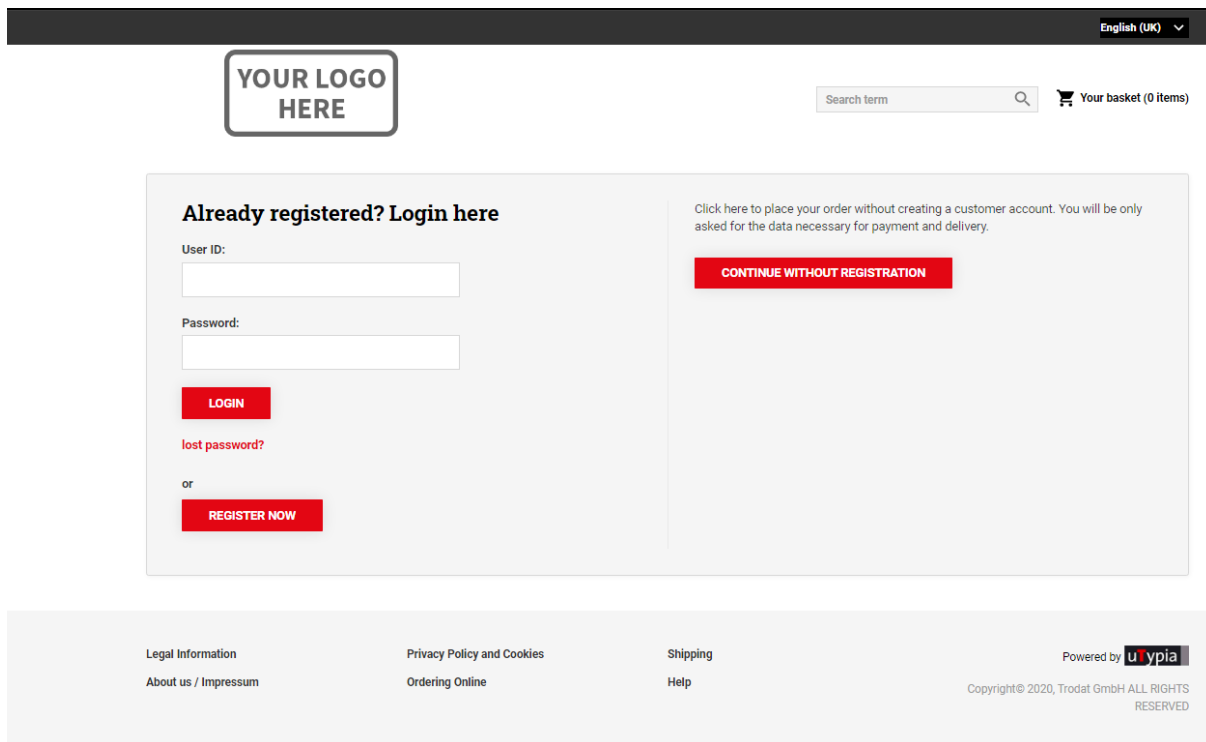 English (UK)
YOUR LOGO
HERE
Search term
Your basket (0 items)
Already registered? Login here
User ID:
Password:
LOGIN
lost password?
or
REGISTER NOW
Click here to place your order without creating a customer account. You will be only
asked for the data necessary for payment and delivery.
CONTINUE WITHOUT REGISTRATION
Legal Information
About us / Impressum
Privacy Policy and Cookies
Ordering Online
Shipping
Help
Powered by uTypia
Copyright© 2020, Trodat GmbH ALL RIGHTS
RESERVED